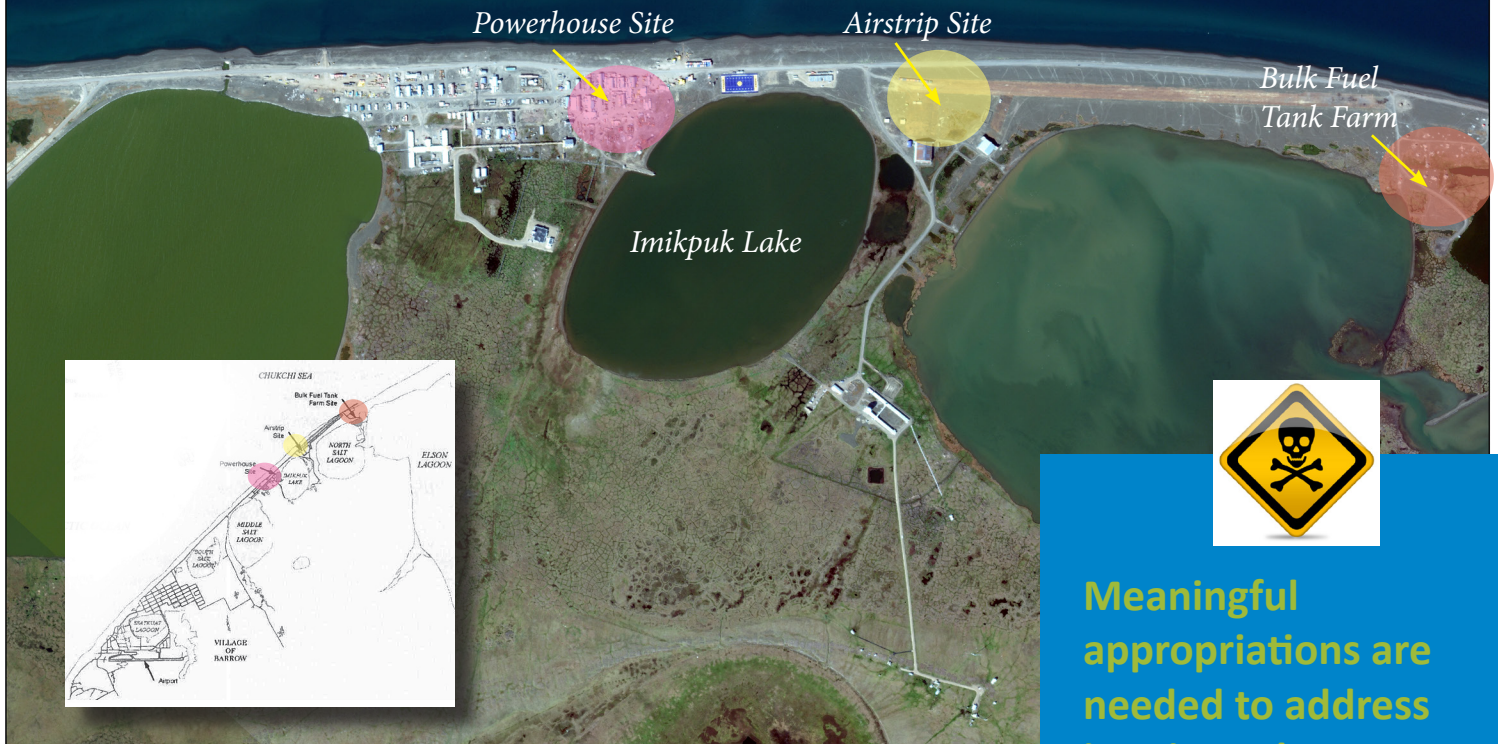 Powerhouse Site
Airstrip Site
Bulk Fuel
Tank Farm
Imikpuk Lake
CHUKCHI SEA
Bulk Fuel Tank
Farm Site
Airstrip
Site
Powerhouse
Site
NORTH
SALT
LAGOON
ELSON
LAGOON
IMIKPUK
LAKE
MIDDLE
SALT
LAGOON
SOUTH
SALT
LAGOON
VILLAGE
OF
BARROW
LAGOON
Airport
Meaningful
appropriations are
needed to address